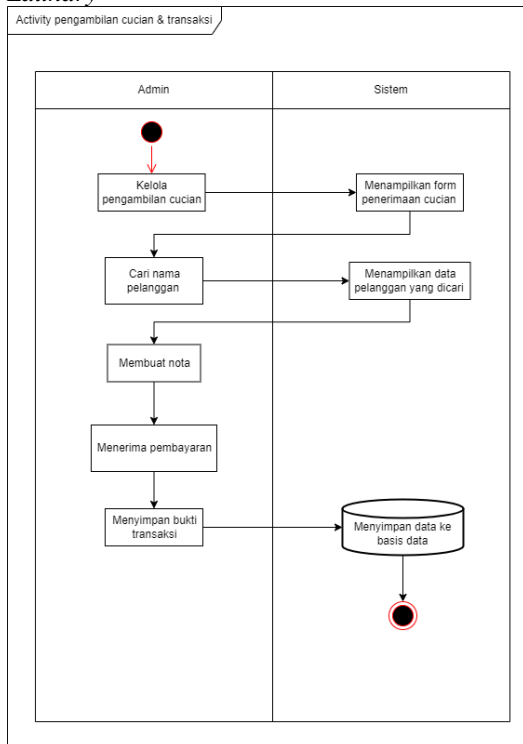 Activity pengambilan cucian & transaksi
Admin
Sistem
Kelola
pengambilan cucian
Menampilkan form
penerimaan cucian
Cari nama
pelanggan
Menampilkan data
pelanggan yang dicari
Membuat nota
Menerima pembayaran
Menyimpan bukti
transaksi
Menyimpan data ke
basis data